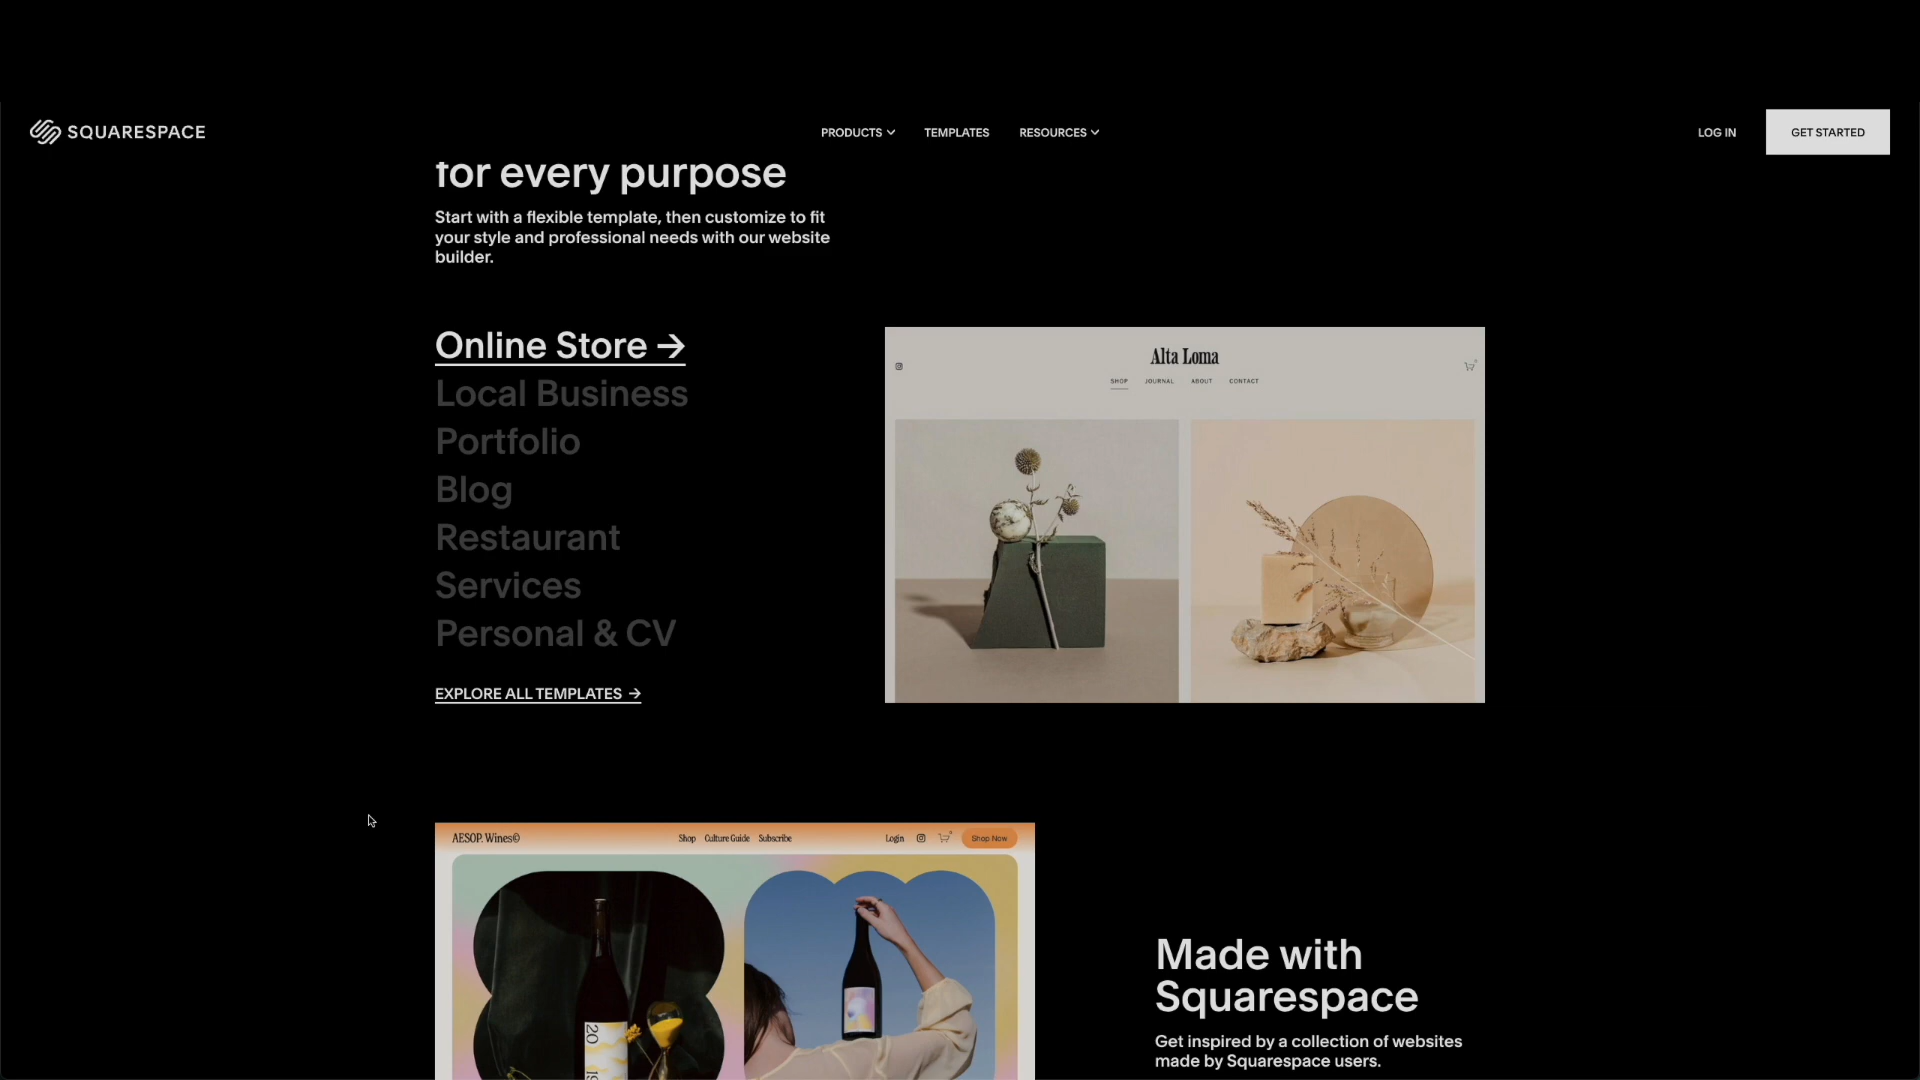 SQUARESPACE
PRODUCTS
TEMPLATES
RESOURCES
LOG IN
GET STARTED
for every purpose
Start with a flexible template, then customize to fit
your style and professional needs with our website
builder.
Online Store →
Local Business
Portfolio
Blog
Restaurant
Services
Personal & CV
EXPLORE ALL TEMPLATES →
Alta Loma
SHOP JOURNAL ABOUT CONTACT
AESOP. Wines©
Shop Culture Guide Subscribe
Login
Shop Now
20
19
Made with
Squarespace
Get inspired by a collection of websites
made by Squarespace users.